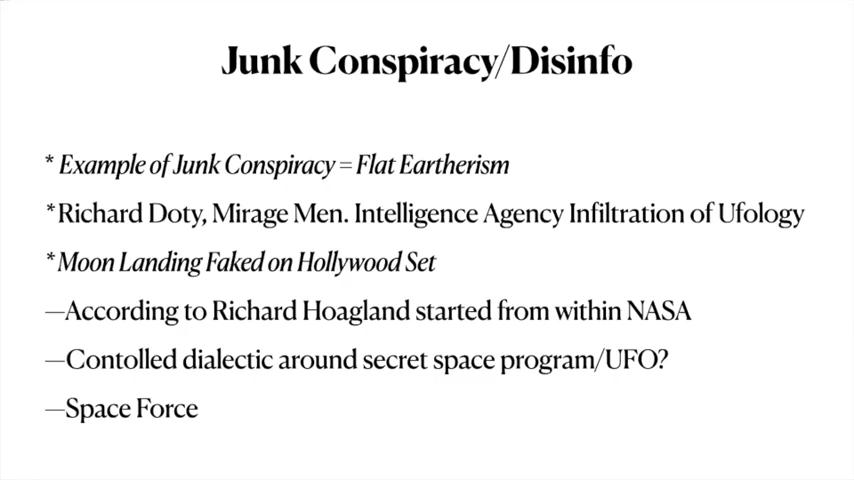 Junk Conspiracy/Disinfo
* Example of Junk Conspiracy = Flat Eartherism
*Richard Doty, Mirage Men. Intelligence Agency Infiltration of Ufology
*Moon Landing Faked on Hollywood Set
—According to Richard Hoagland started from within NASA
—Contolled dialectic around secret space program/UFO?
—Space Force